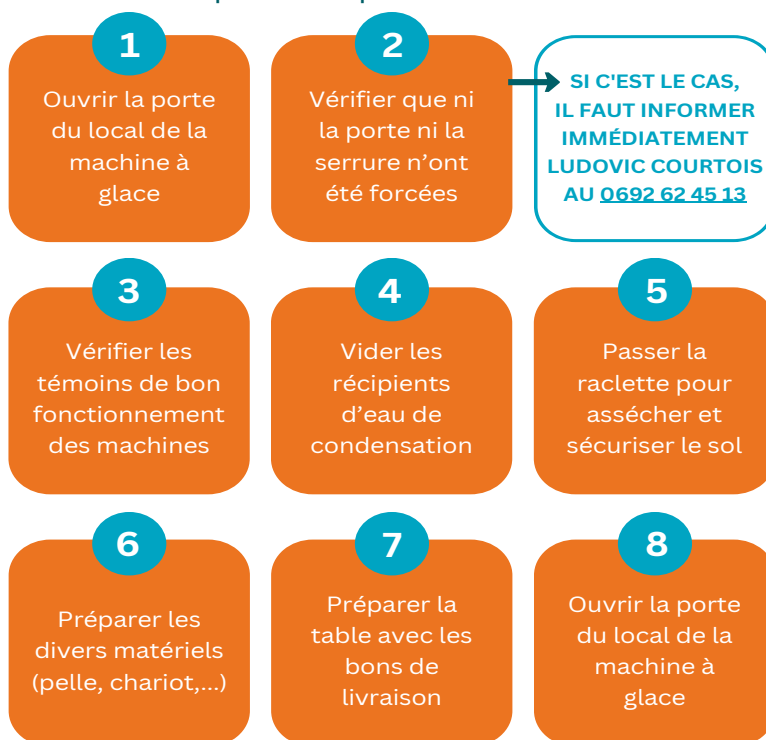 1
Ouvrir la porte
du local de la
machine à
glace
2
Vérifier que ni
la porte ni la
serrure n’ont
été forcées
SI C'EST LE CAS,
IL FAUT INFORMER
IMMÉDIATEMENT
LUDOVIC COURTOIS
AU 0692 62 45 13
3
Vérifier les
témoins de bon
fonctionnement
des machines
4
Vider les
récipients
d’eau de
condensation
5
Passer la
raclette pour
assécher et
sécuriser le sol
6
Préparer les
divers matériels
(pelle, chariot,...)
7
Préparer la
table avec les
bons de
livraison
8
Ouvrir la porte
du local de la
machine à
glace